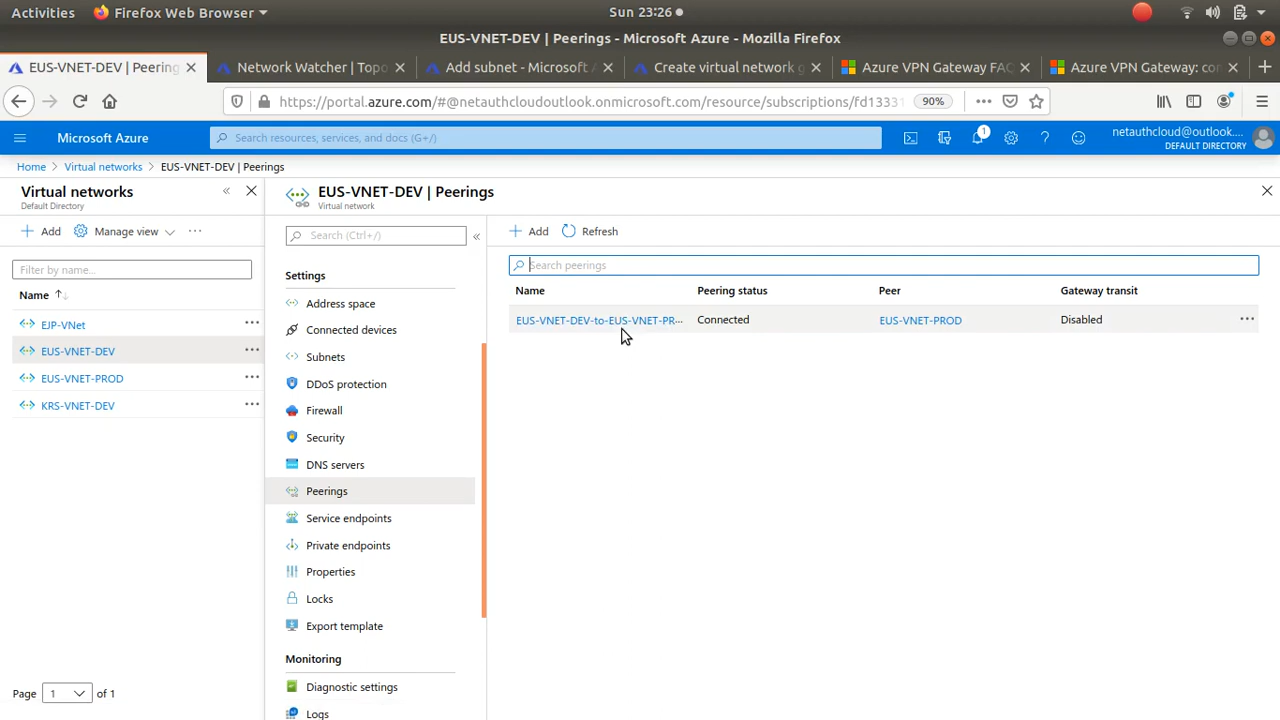 Activities
Firefox Web Browser
Sun 23:26
EUS-VNET-DEV | Peerings - Microsoft Azure - Mozilla Firefox
EUS-VNET-DEV | Peering
Network Watcher | Topo
Add subnet - Microsoft A
Create virtual network g
Azure VPN Gateway FAQ
Azure VPN Gateway: co
https://portal.azure.com/#@netauthcloudoutlook.onmicrosoft.com/resource/subscriptions/fd13331
90%
Microsoft Azure
Search resources, services, and docs (G+/)
1
netauthcloud@outlook....
DEFAULT DIRECTORY
Home > Virtual networks > EUS-VNET-DEV | Peerings
Virtual networks
Default Directory
Add
Manage view
Filter by name...
Name
EJP-VNet
EUS-VNET-DEV
EUS-VNET-PROD
KRS-VNET-DEV
Page 1 of 1
EUS-VNET-DEV | Peerings
Virtual network
Search (Ctrl+/)
Settings
Address space
Connected devices
Subnets
DDoS protection
Firewall
Security
DNS servers
Peerings
Service endpoints
Private endpoints
Properties
Locks
Export template
Monitoring
Diagnostic settings
Logs
Add
Refresh
Search peerings
Name Peering status Peer Gateway transit
EUS-VNET-DEV-to-EUS-VNET-PR... Connected EUS-VNET-PROD Disabled